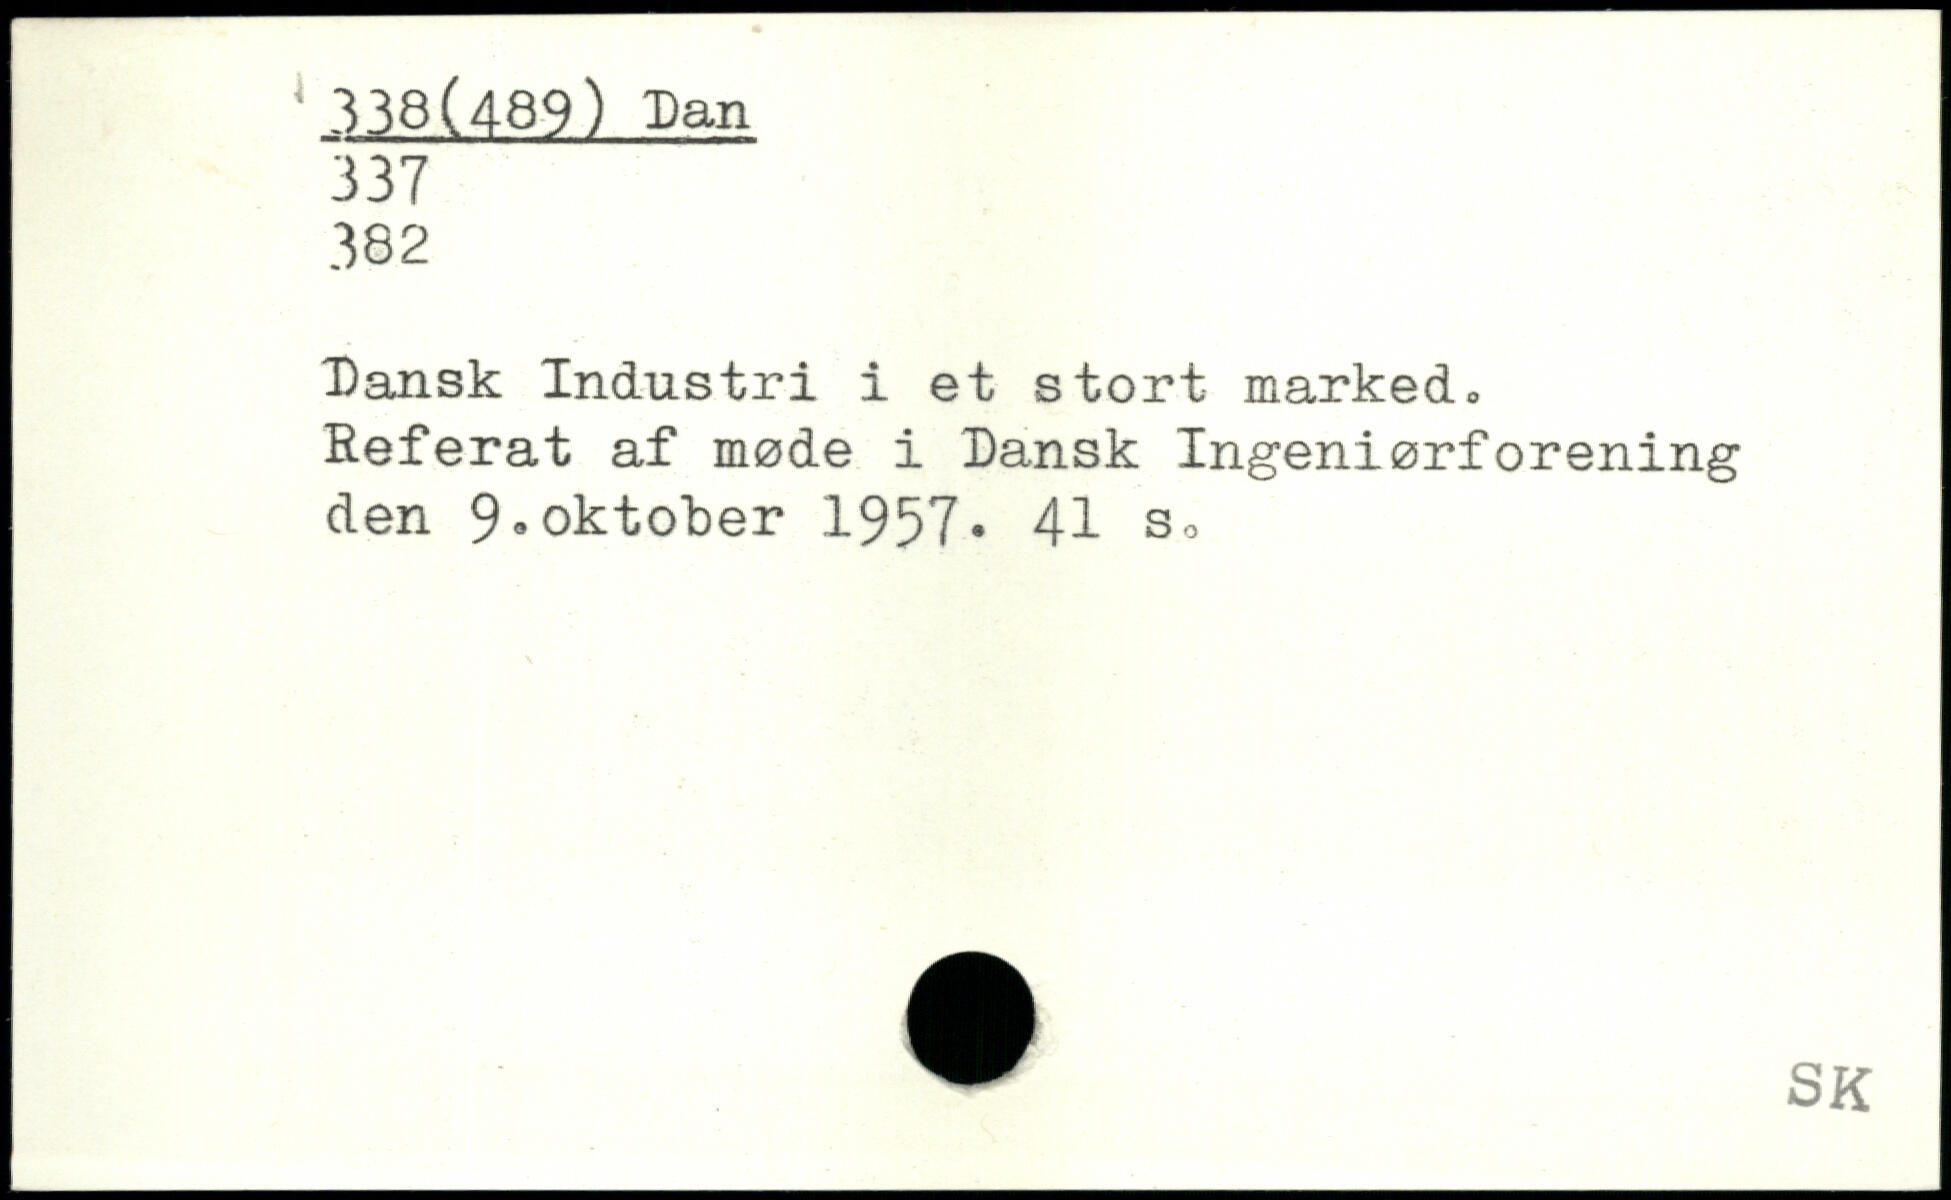 338(489) Dan
337
382
Dansk Industri i et stort marked.
Referat af møde i Dansk Ingeniørforening
den 9.oktober 1957. 41 s.
SK